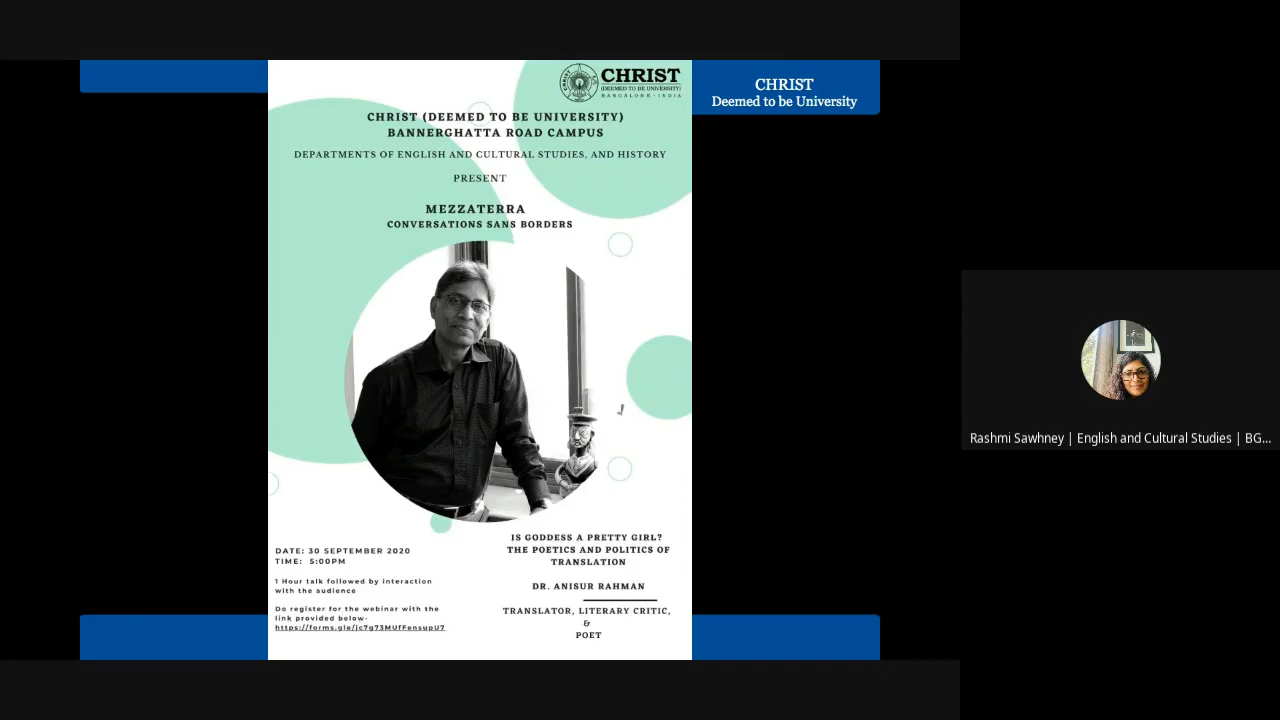 CHRIST
(DEEMED TO BE UNIVERSITY)
BANGALORE · INDIA
CHRIST
Deemed to be University
CHRIST (DEEMED TO BE UNIVERSITY)
BANNERGHATTA ROAD CAMPUS
DEPARTMENTS OF ENGLISH AND CULTURAL STUDIES, AND HISTORY
PRESENT
MEZZATERRA
CONVERSATIONS SANS BORDERS
DATE: 30 SEPTEMBER 2020
TIME: 5:00PM
1 Hour talk followed by interaction
with the audience
Do register for the webinar with the
link provided below-
https://forms.gle/jc7g73MUfFensupU7
IS GODDESS A PRETTY GIRL?
THE POETICS AND POLITICS OF
TRANSLATION
DR. ANISUR RAHMAN
TRANSLATOR, LITERARY CRITIC,
&
POET
Rashmi Sawhney | English and Cultural Studies | BG...